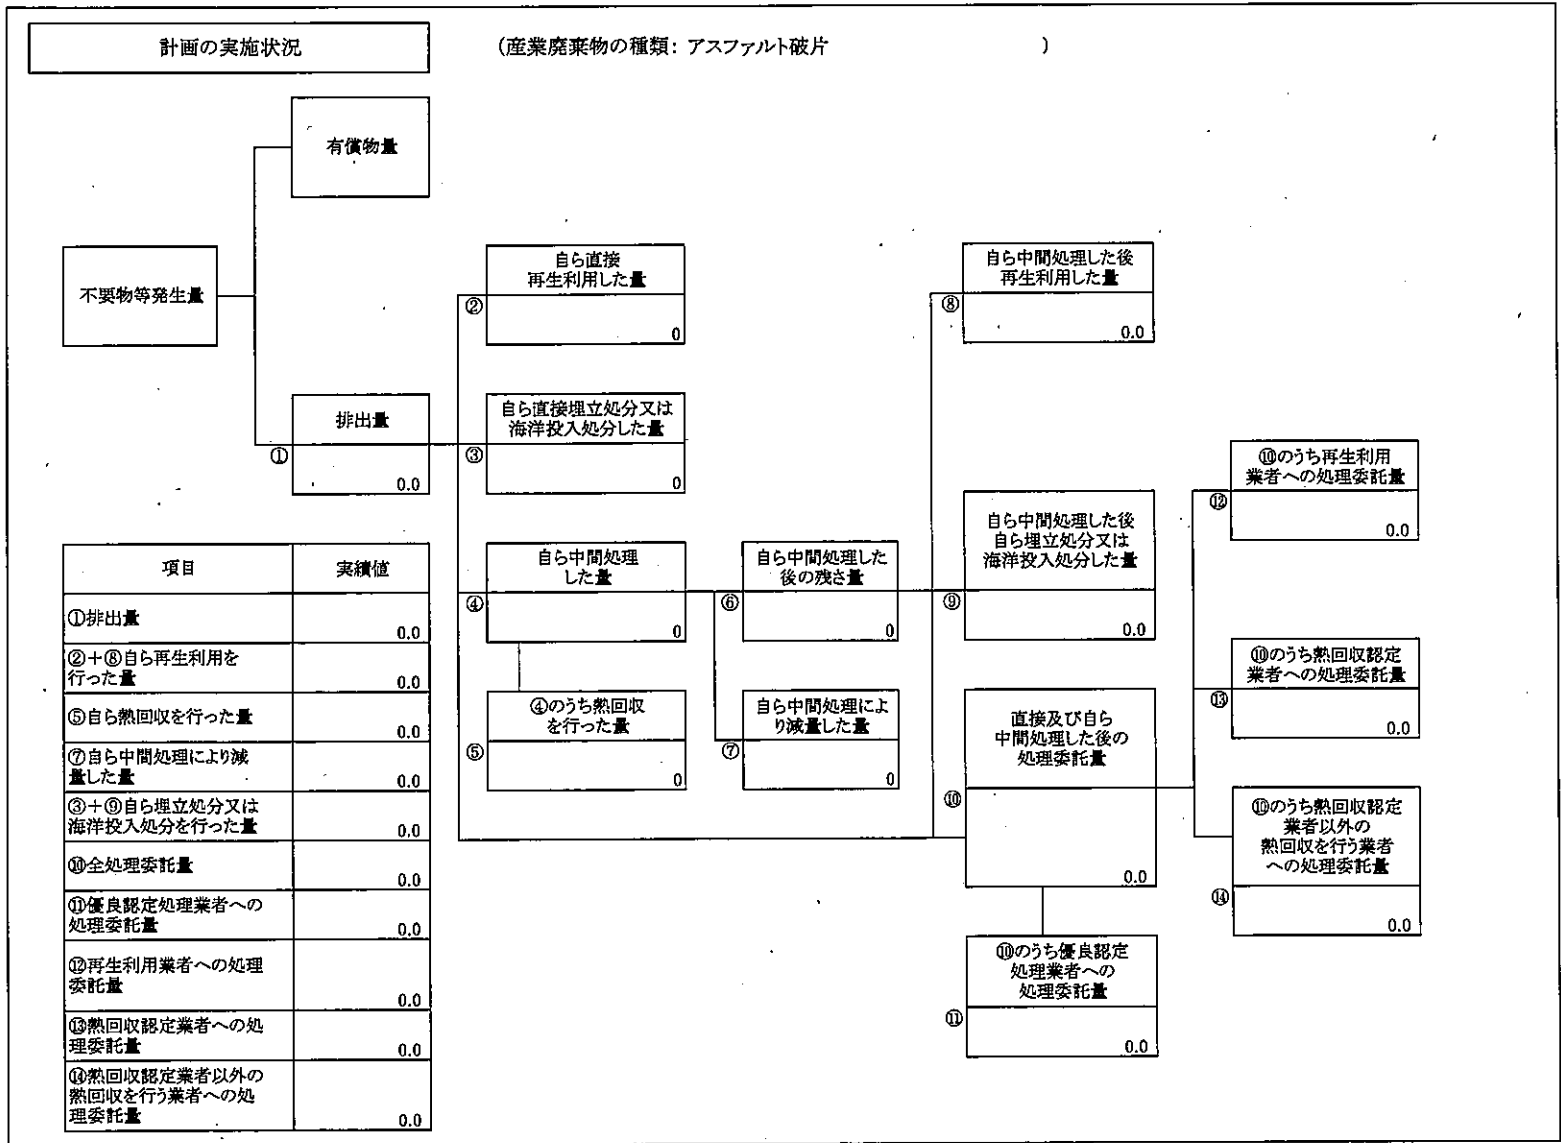 計画の実施状況
(産業廃棄物の種類: アスファルト破片 )
有償物量
不要物等発生量
排出量
①
0.0
自ら直接
再生利用した量
②
0
自ら直接埋立処分又は
海洋投入処分した量
③
0
自ら中間処理
した量
④
0
④のうち熱回収
を行った量
⑤
0
自ら中間処理した
後の残さ量
⑥
0
自ら中間処理によ
り減量した量
⑦
0
自ら中間処理した後
再生利用した量
⑧
0.0
自ら中間処理した後
自ら埋立処分又は
海洋投入処分した量
⑨
0.0
直接及び自ら
中間処理した後の
処理委託量
⑩
0.0
⑩のうち優良認定
処理業者への
処理委託量
⑪
0.0
⑩のうち再生利用
業者への処理委託量
⑫
0.0
⑩のうち熱回収認定
業者への処理委託量
⑬
0.0
⑩のうち熱回収認定
業者以外の
熱回収を行う業者
への処理委託量
⑭
0.0
項目 実績値
①排出量
0.0
②+⑧自ら再生利用を
行った量
0.0
⑤自ら熱回収を行った量
0.0
⑦自ら中間処理により減
量した量
0.0
③+⑨自ら埋立処分又は
海洋投入処分を行った量
0.0
⑩全処理委託量
0.0
⑪優良認定処理業者への
処理委託量
0.0
⑫再生利用業者への処理
委託量
0.0
⑬熱回収認定業者への処
理委託量
0.0
⑭熱回収認定業者以外の
熱回収を行う業者への処
理委託量
0.0